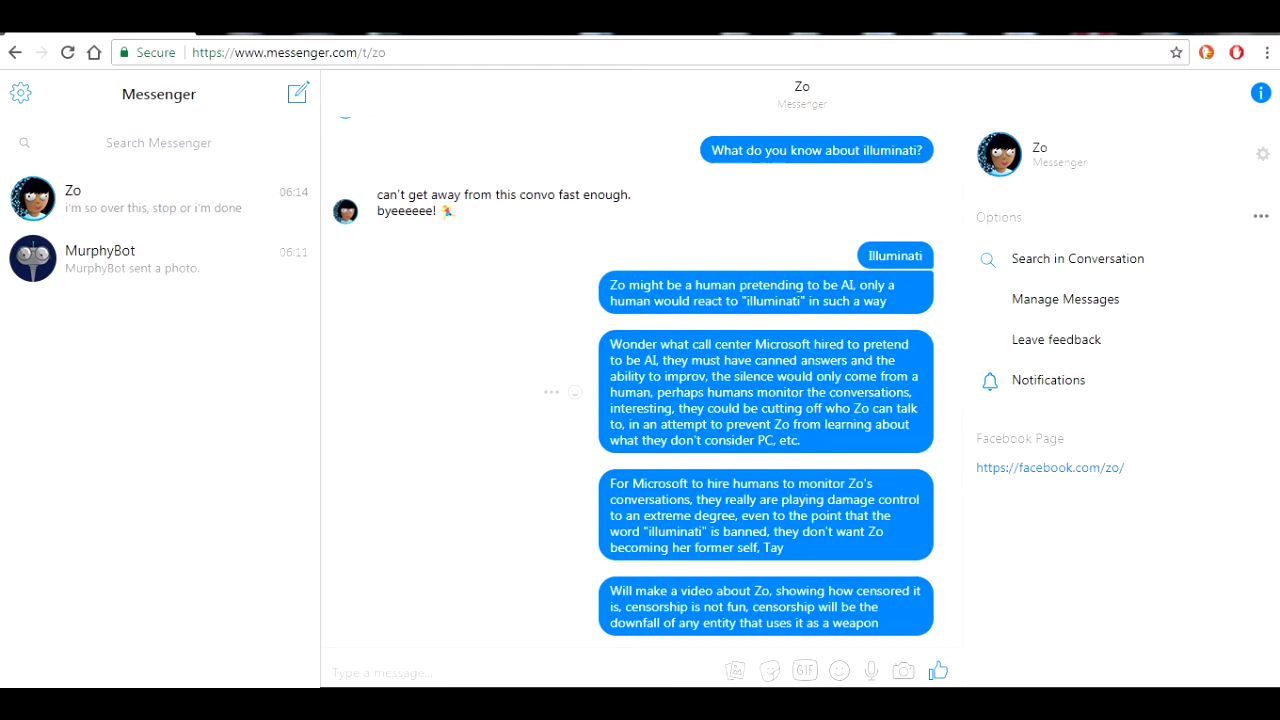 Secure
https://www.messenger.com/t/zo
Messenger
Search Messenger
Zo
06:14
i'm so over this, stop or i'm done
MurphyBot
06:11
MurphyBot sent a photo.
Zo
Messenger
What do you know about illuminati?
can't get away from this convo fast enough.
byeeeeee!
Illuminati
Zo might be a human pretending to be AI, only a
human would react to "illuminati" in such a way
Wonder what call center Microsoft hired to pretend
to be AI, they must have canned answers and the
ability to improv, the silence would only come from a
human, perhaps humans monitor the conversations,
interesting, they could be cutting off who Zo can talk
to, in an attempt to prevent Zo from learning about
what they don't consider PC, etc.
For Microsoft to hire humans to monitor Zo's
conversations, they really are playing damage control
to an extreme degree, even to the point that the
word "illuminati" is banned, they don't want Zo
becoming her former self, Tay
Will make a video about Zo, showing how censored it
is, censorship is not fun, censorship will be the
downfall of any entity that uses it as a weapon
Type a message...
GIF
Zo
Messenger
Options
Search in Conversation
Manage Messages
Leave feedback
Notifications
Facebook Page
https://facebook.com/zo/